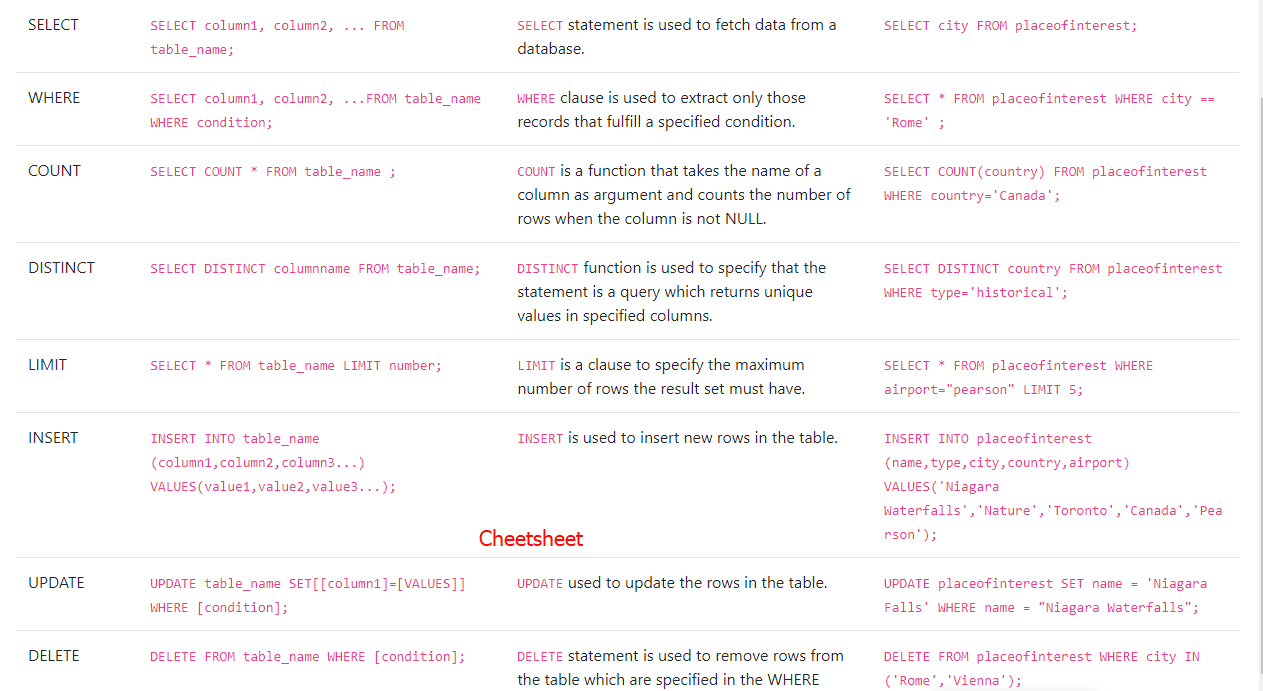 SELECT
SELECT column1, column2, ... FROM
table_name;
SELECT statement is used to fetch data from a
database.
SELECT city FROM placeofinterest;
WHERE
SELECT column1, column2, ...FROM table_name
WHERE condition;
WHERE clause is used to extract only those
records that fulfill a specified condition.
SELECT * FROM placeofinterest WHERE city ==
'Rome' ;
COUNT
SELECT COUNT * FROM table_name ;
COUNT is a function that takes the name of a
column as argument and counts the number of
rows when the column is not NULL.
SELECT COUNT(country) FROM placeofinterest
WHERE country='Canada';
DISTINCT
SELECT DISTINCT columnname FROM table_name;
DISTINCT function is used to specify that the
statement is a query which returns unique
values in specified columns.
SELECT DISTINCT country FROM placeofinterest
WHERE type='historical';
LIMIT
SELECT * FROM table_name LIMIT number;
LIMIT is a clause to specify the maximum
number of rows the result set must have.
SELECT * FROM placeofinterest WHERE
airport="pearson" LIMIT 5;
INSERT
INSERT INTO table_name
(column1,column2,column3...)
VALUES(value1,value2,value3...);
INSERT is used to insert new rows in the table.
INSERT INTO placeofinterest
(name,type,city,country,airport)
VALUES('Niagara
Waterfalls','Nature','Toronto','Canada','Pea
rson');
Cheetsheet
UPDATE
UPDATE table_name SET[[column1]=[VALUES]]
WHERE [condition];
UPDATE used to update the rows in the table.
UPDATE placeofinterest SET name = 'Niagara
Falls' WHERE name = "Niagara Waterfalls";
DELETE
DELETE FROM table_name WHERE [condition];
DELETE statement is used to remove rows from
the table which are specified in the WHERE
DELETE FROM placeofinterest WHERE city IN
('Rome','Vienna');